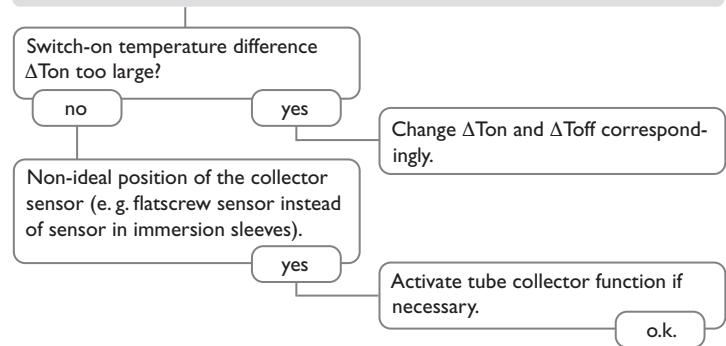 Switch-on temperature difference
ΔTon too large?
no
yes
Change ΔTon and ΔToff correspond-
ingly.
Non-ideal position of the collector
sensor (e. g. flatscrew sensor instead
of sensor in immersion sleeves).
yes
Activate tube collector function if
necessary.
o.k.